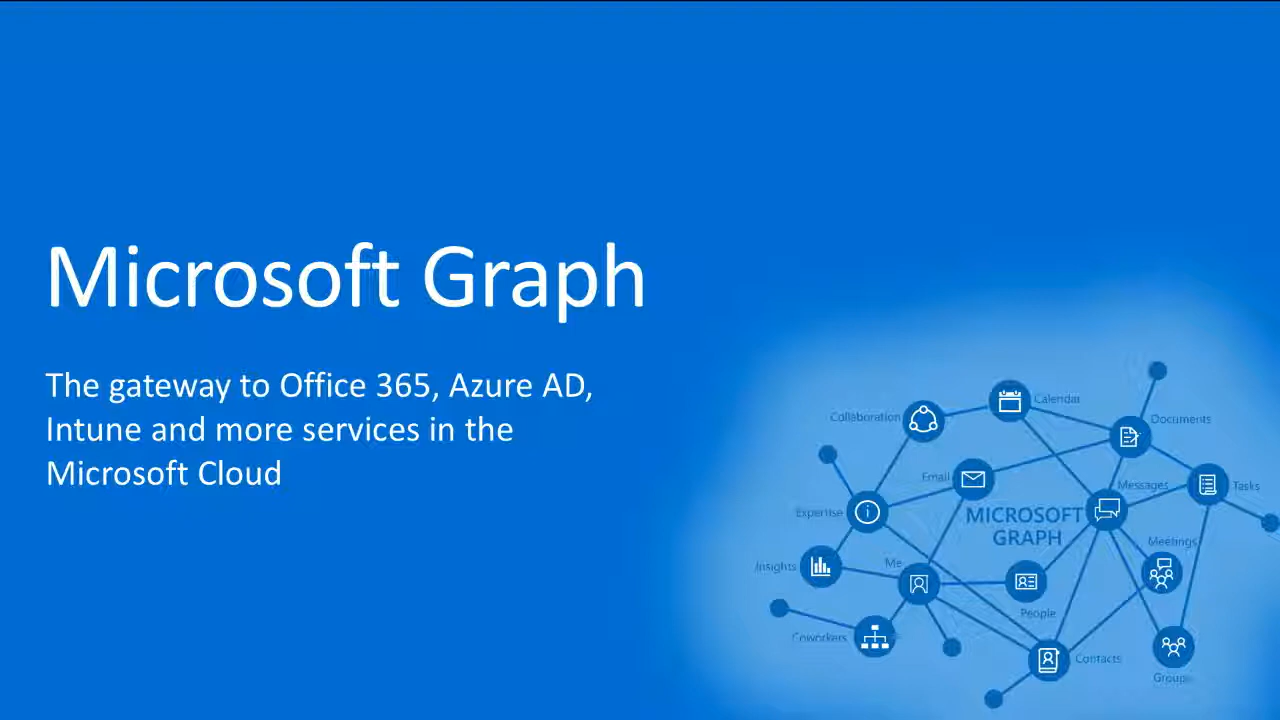 Microsoft Graph
The gateway to Office 365, Azure AD,
Intune and more services in the
Microsoft Cloud
Calendar
Collaboration
Documents
Email
Messages
Tasks
Expertise
MICROSOFT
GRAPH
Meetings
Insights
Me
People
Coworkers
Contacts
Groups